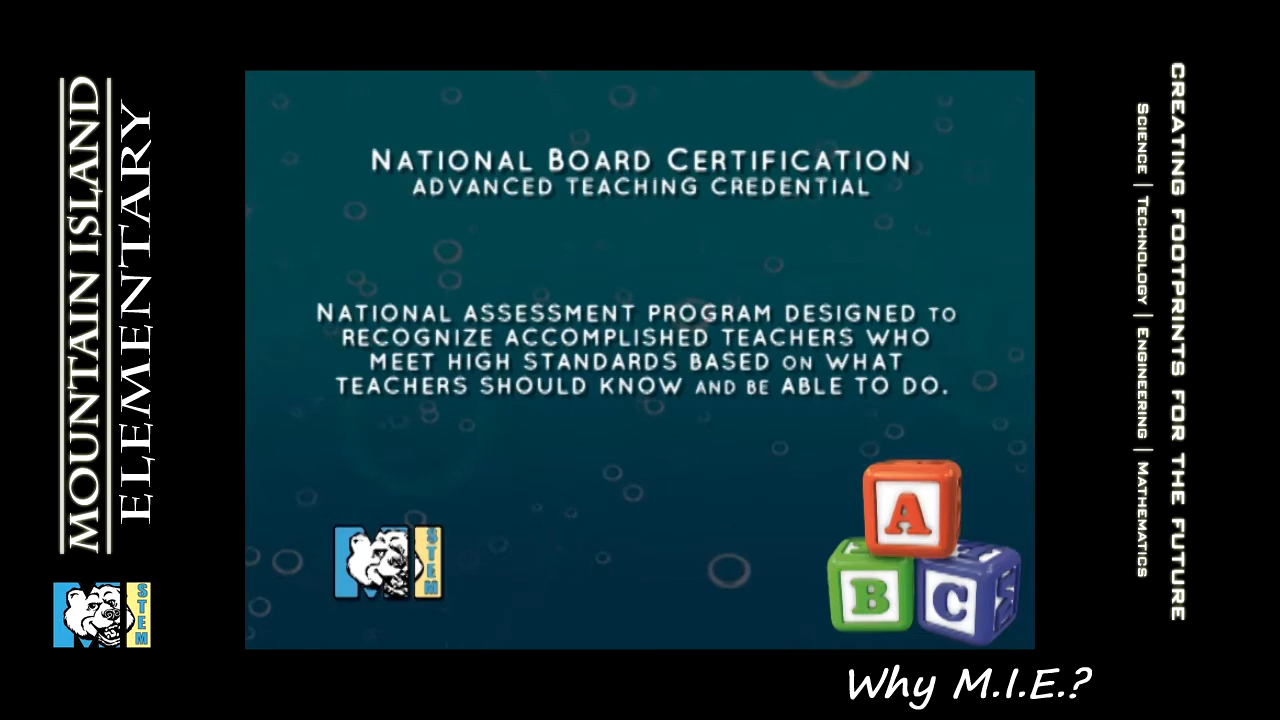 MOUNTAIN ISLAND
ELEMENTARY
STEM
NATIONAL BOARD CERTIFICATION
ADVANCED TEACHING CREDENTIAL
NATIONAL ASSESSMENT PROGRAM DESIGNED TO
RECOGNIZE ACCOMPLISHED TEACHERS WHO
MEET HIGH STANDARDS BASED ON WHAT
TEACHERS SHOULD KNOW AND BE ABLE TO DO.
STEM
A
B
C
CREATING FOOTPRINTS FOR THE FUTURE
SCIENCE | TECHNOLOGY | ENGINEERING | MATHEMATICS
Why M.I.E.?